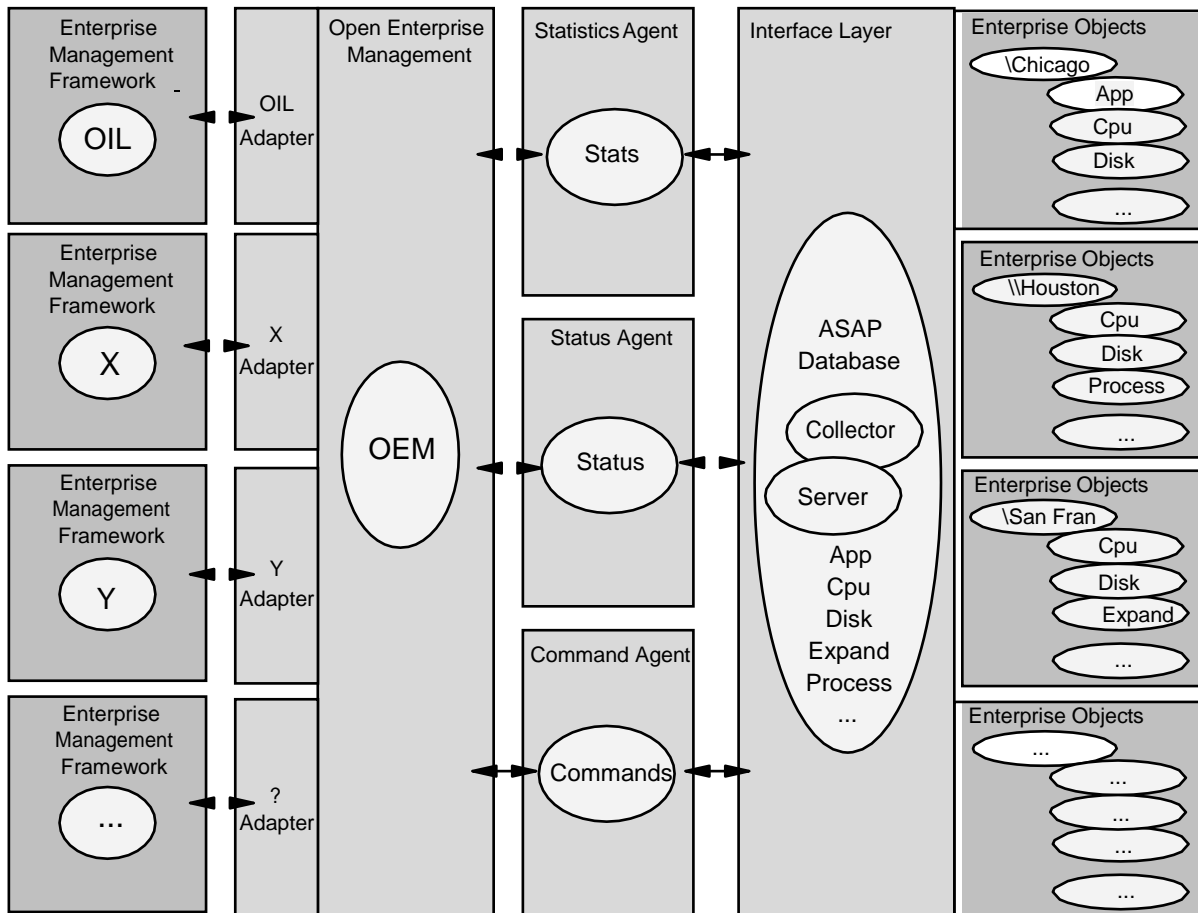 Enterprise
Management
Framework
OIL
OIL
Adapter
Enterprise
Management
Framework
X
X
Adapter
Enterprise
Management
Framework
Y
Y
Adapter
Enterprise
Management
Framework
...
?
Adapter
Open Enterprise
Management
OEM
Statistics Agent
Stats
Status Agent
Status
Command Agent
Commands
Interface Layer
ASAP
Database
Collector
Server
App
Cpu
Disk
Expand
Process
...
Enterprise Objects
\Chicago
App
Cpu
Disk
...
Enterprise Objects
\\Houston
Cpu
Disk
Process
...
Enterprise Objects
\San Fran
Cpu
Disk
Expand
...
Enterprise Objects
...
...
...
...
...